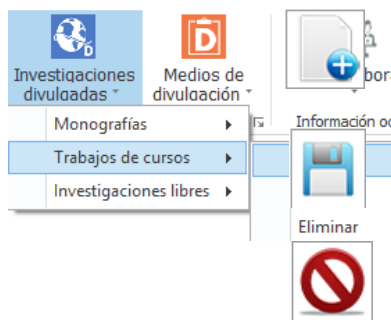 Investigaciones
divulgadas
Medios de
divulgación
Monografías
Información
Trabajos de cursos
Investigaciones libres
Eliminar